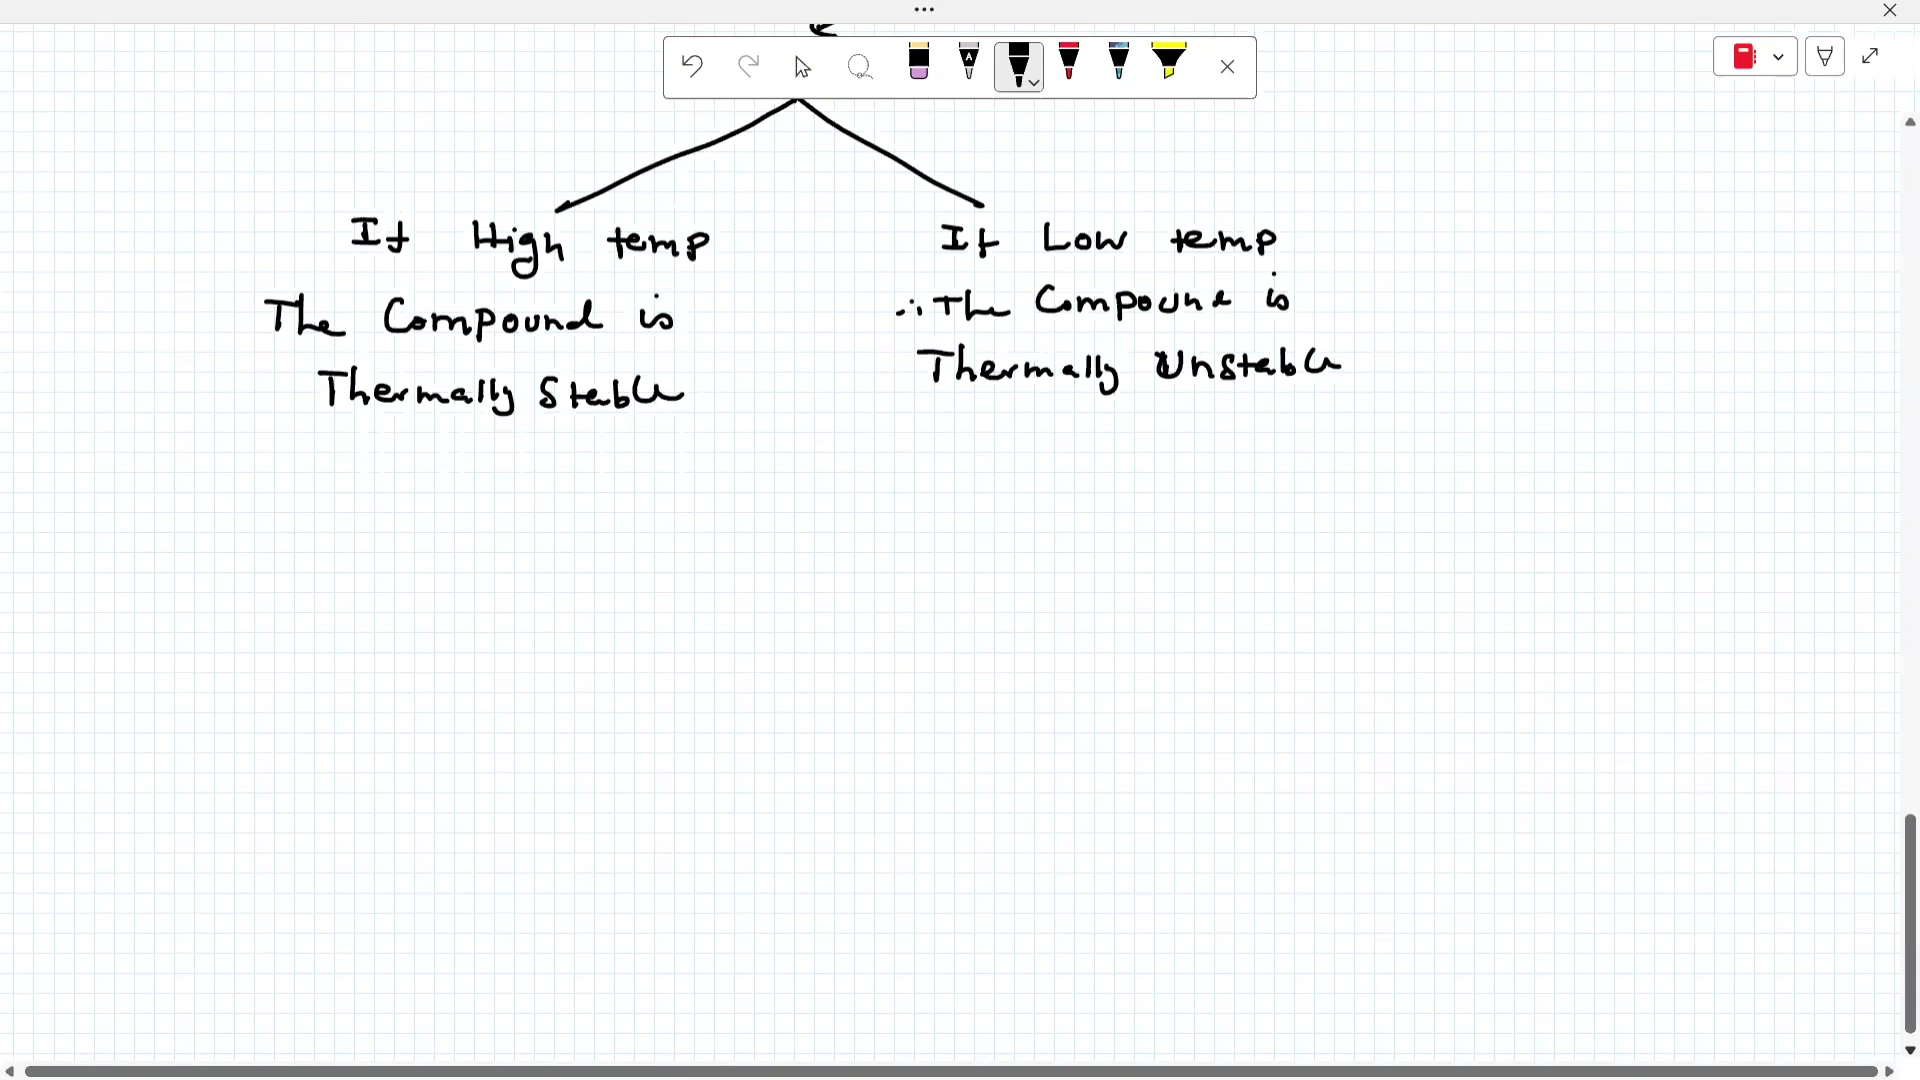 If High temp
The Compound is
Thermally Stable
If Low temp
∴ The Compound is
Thermally Unstable